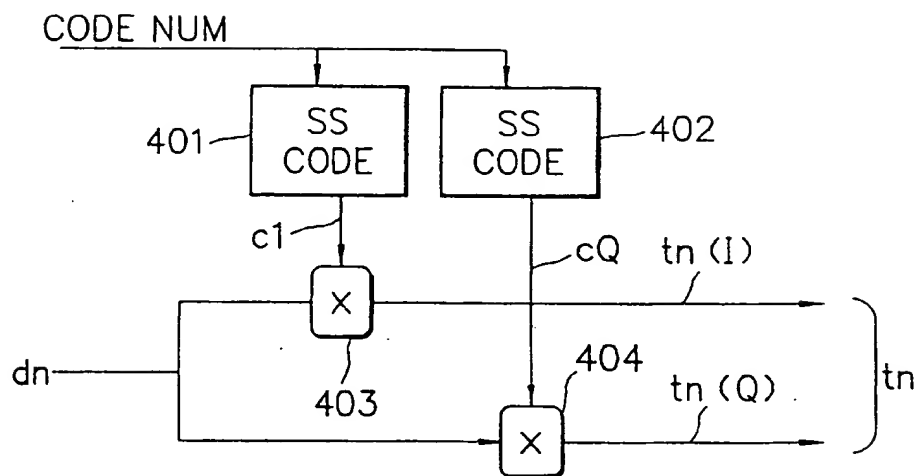 CODE NUM
401
SS
CODE
SS
CODE
402
c1
cQ
tn (I)
X
dn
403
404
tn
tn (Q)
X